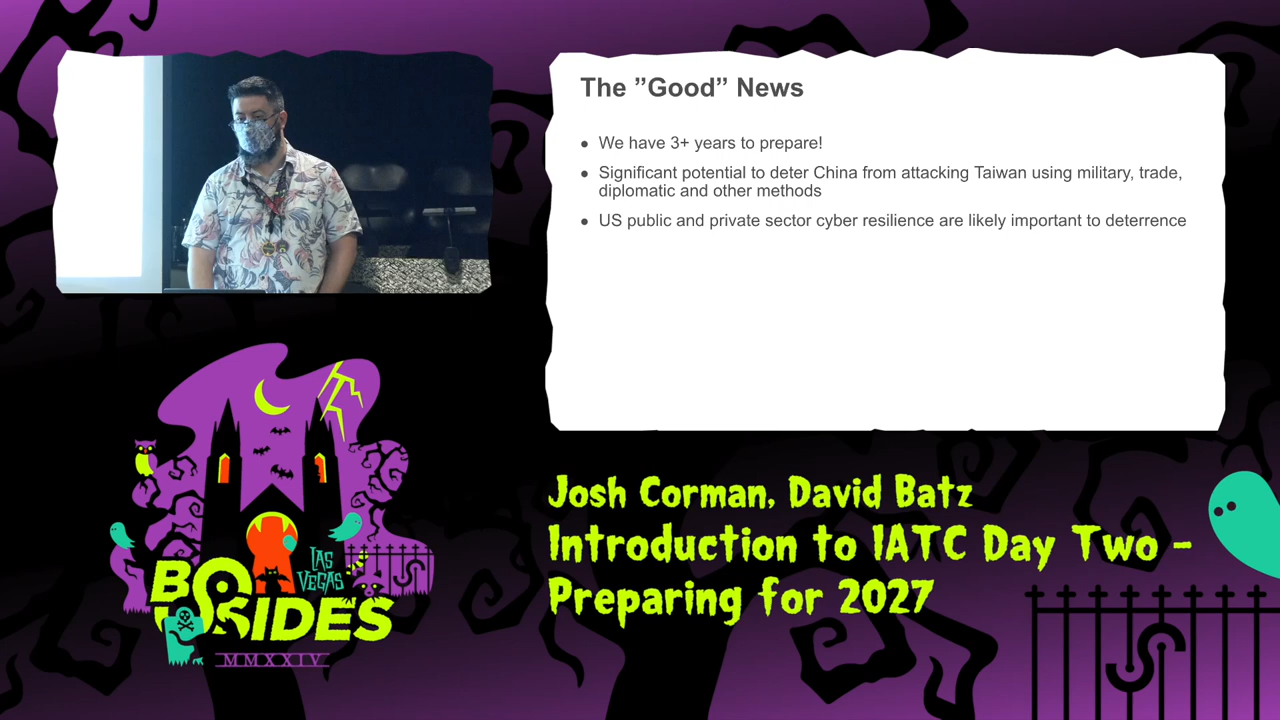 The ”Good” News
• We have 3+ years to prepare!
• Significant potential to deter China from attacking Taiwan using military, trade,
diplomatic and other methods
• US public and private sector cyber resilience are likely important to deterrence
LAS
VEGAS
BSIDES
MMXXIV
Josh Corman, David Batz
Introduction to IATC Day Two -
Preparing for 2027